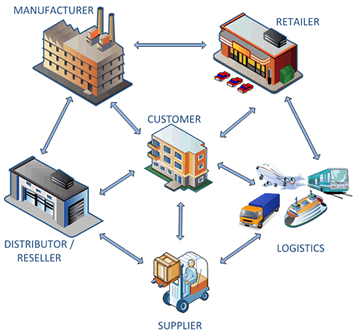 MANUFACTURER
RETAILER
CUSTOMER
DISTRIBUTOR /
RESELLER
LOGISTICS
SUPPLIER